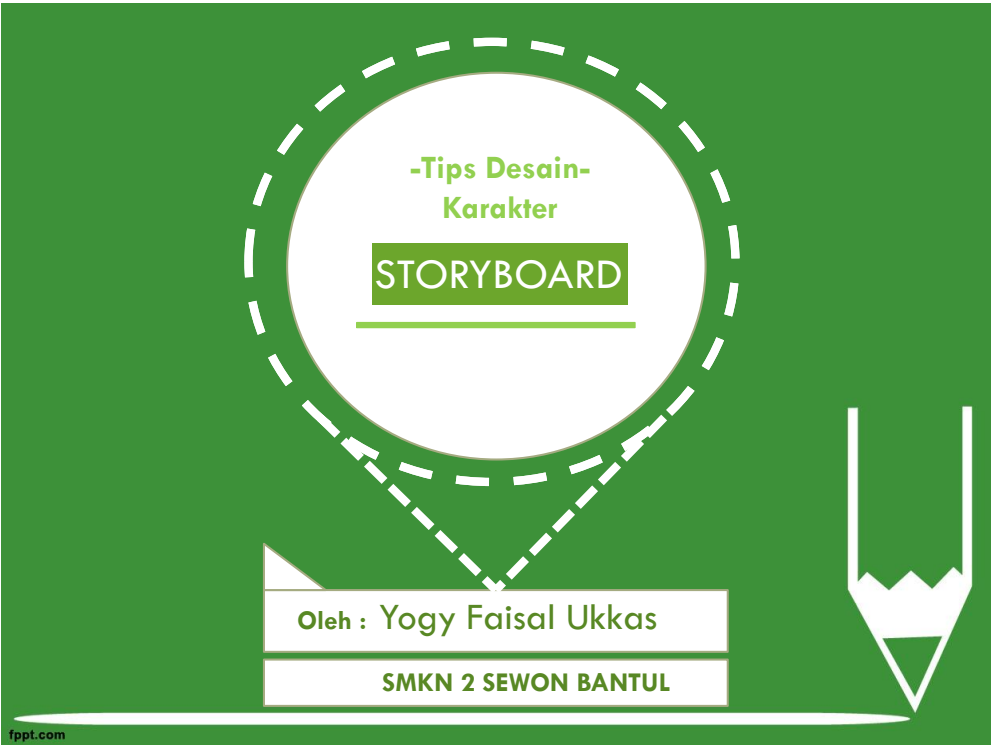 -Tips Desain-
Karakter
STORYBOARD
Oleh : Yogy Faisal Ukkas
SMKN 2 SEWON BANTUL
fppt.com